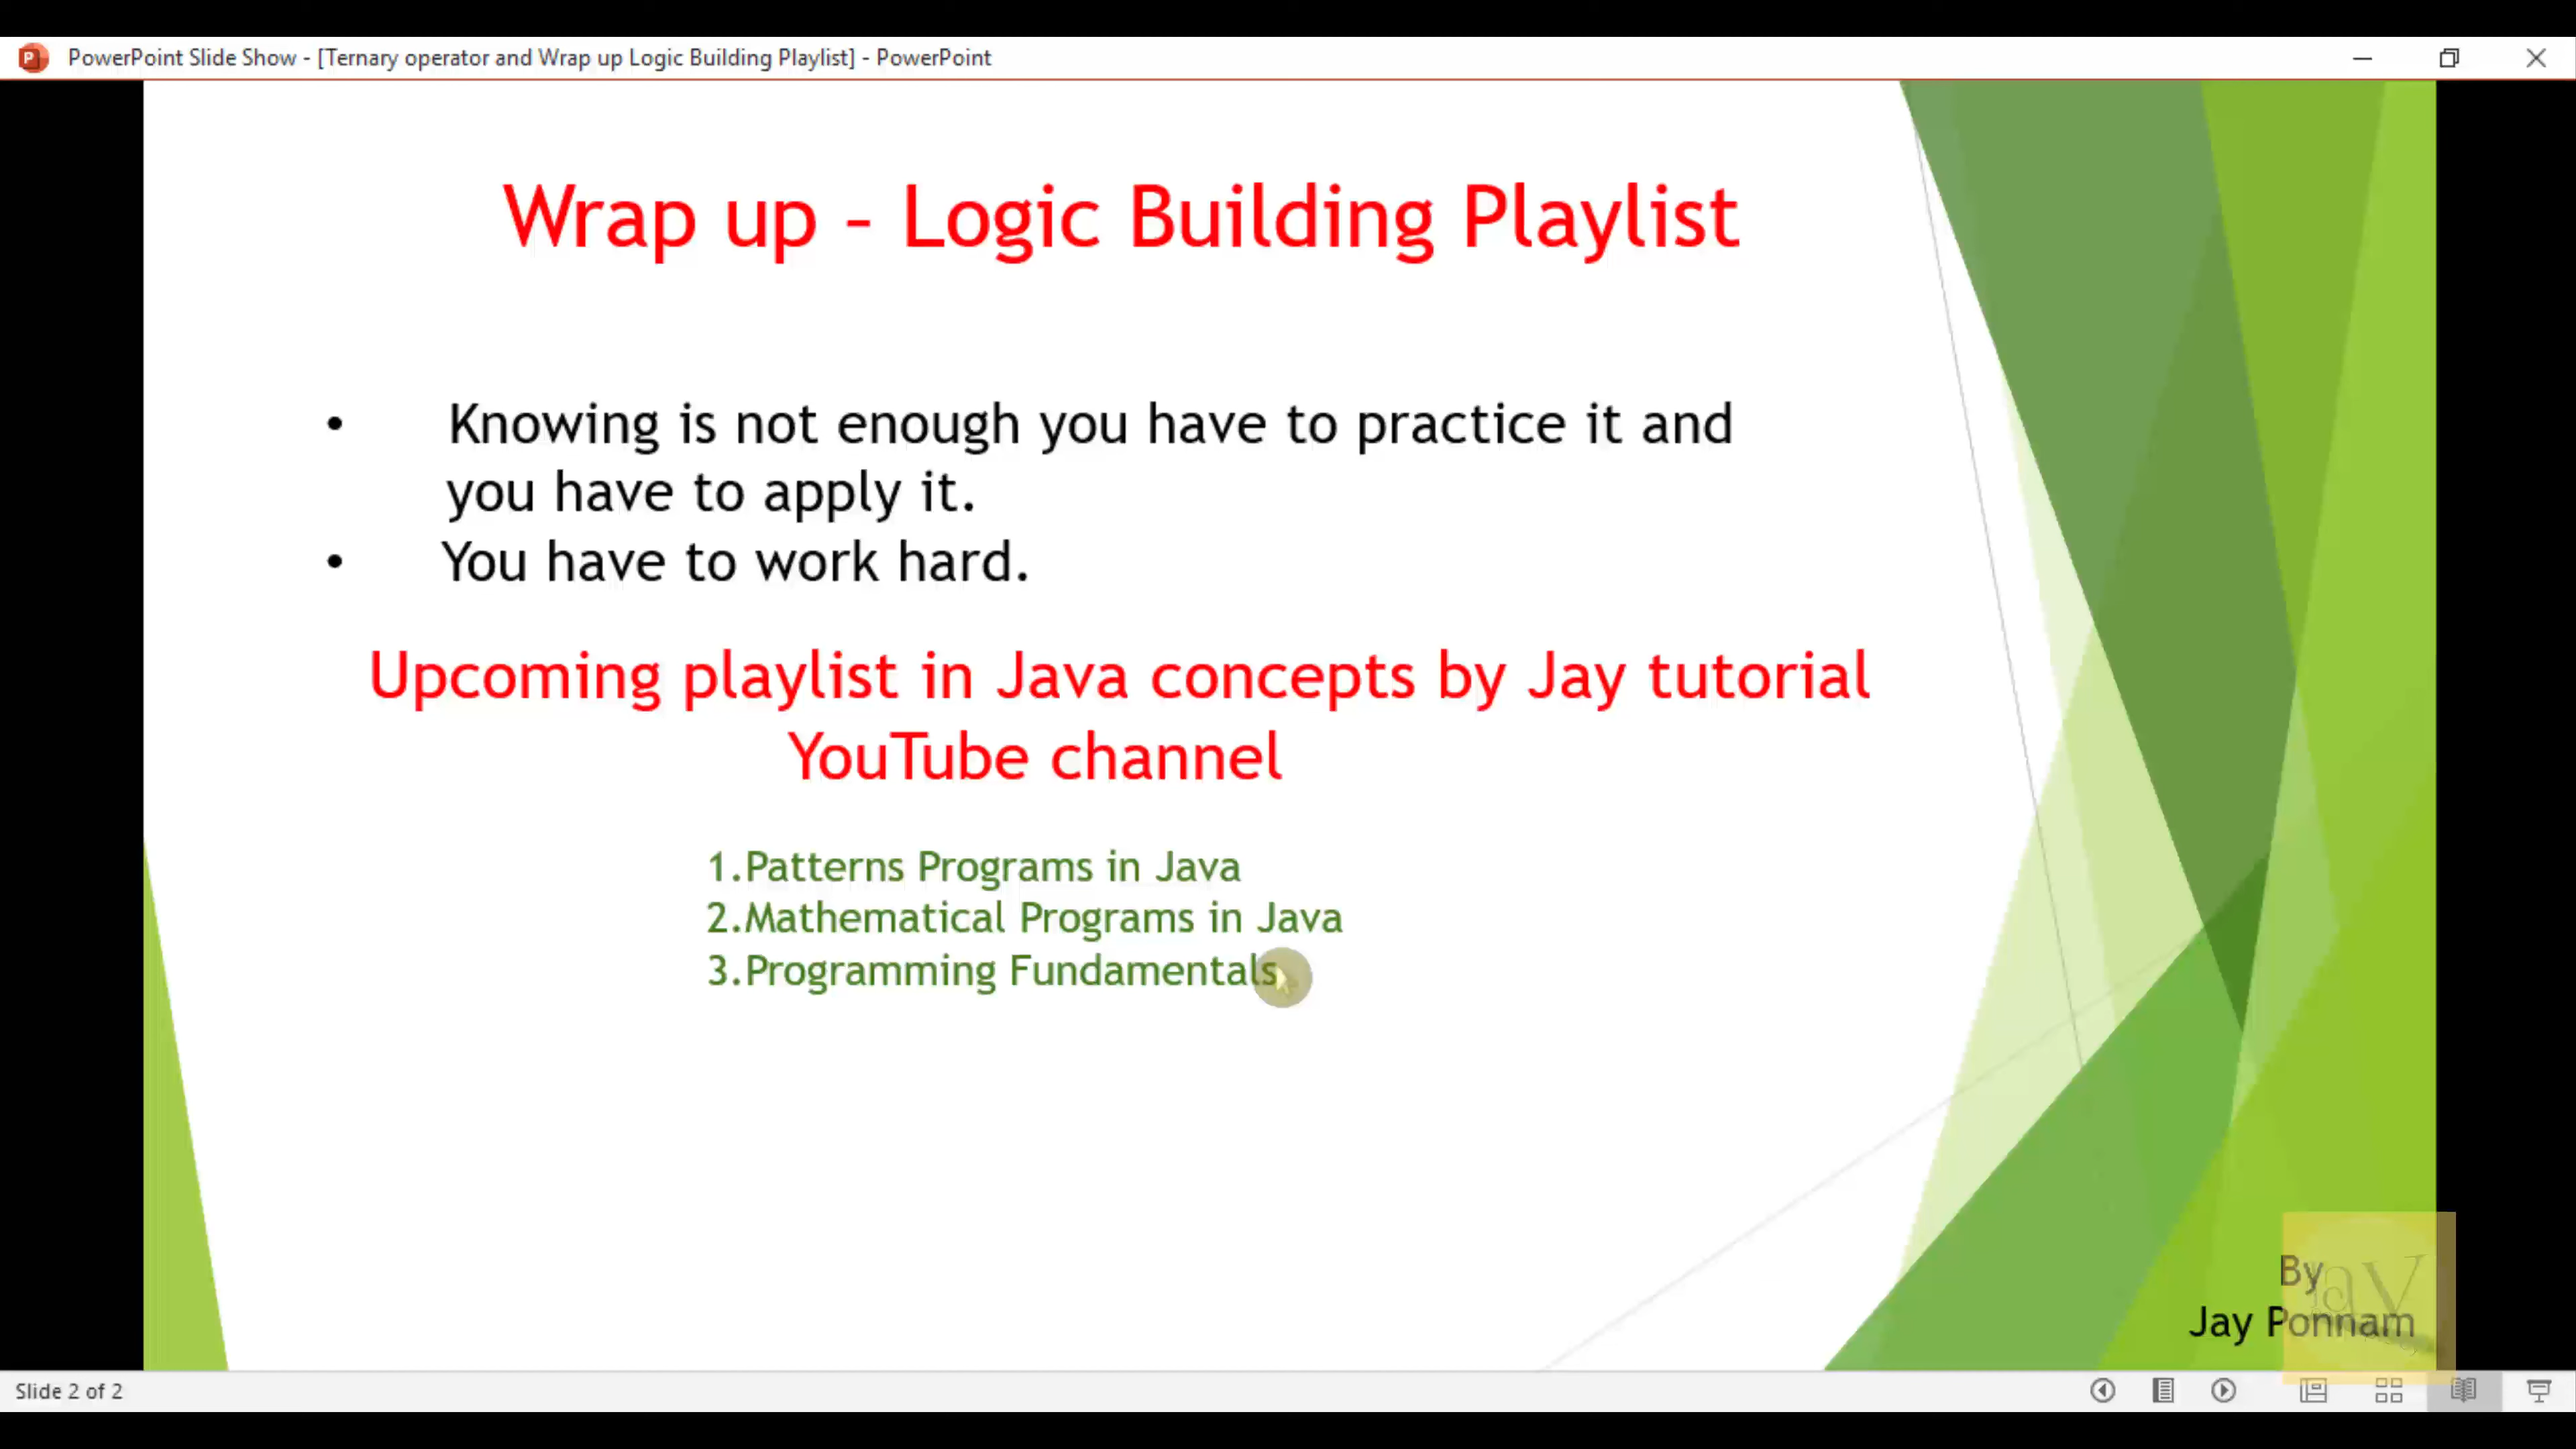 PowerPoint Slide Show - [Ternary operator and Wrap up Logic Building Playlist] - PowerPoint
Wrap up - Logic Building Playlist
• Knowing is not enough you have to practice it and
you have to apply it.
• You have to work hard.
Upcoming playlist in Java concepts by Jay tutorial
YouTube channel
1.Patterns Programs in Java
2.Mathematical Programs in Java
3.Programming Fundamentals
By
Jay Ponnam
Slide 2 of 2